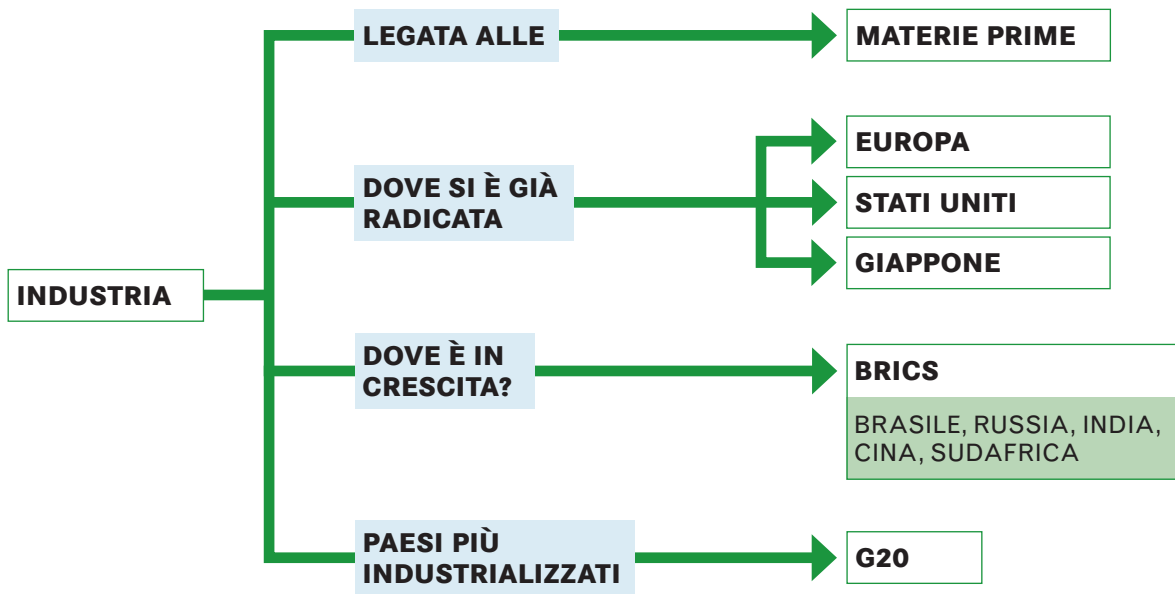 LEGATA ALLE
MATERIE PRIME
DOVE SI È GIÀ
RADICATA
EUROPA
STATI UNITI
GIAPPONE
INDUSTRIA
DOVE È IN
CRESCITA?
BRICS
BRASILE, RUSSIA, INDIA,
CINA, SUDAFRICA
PAESI PIÙ
INDUSTRIALIZZATI
G20